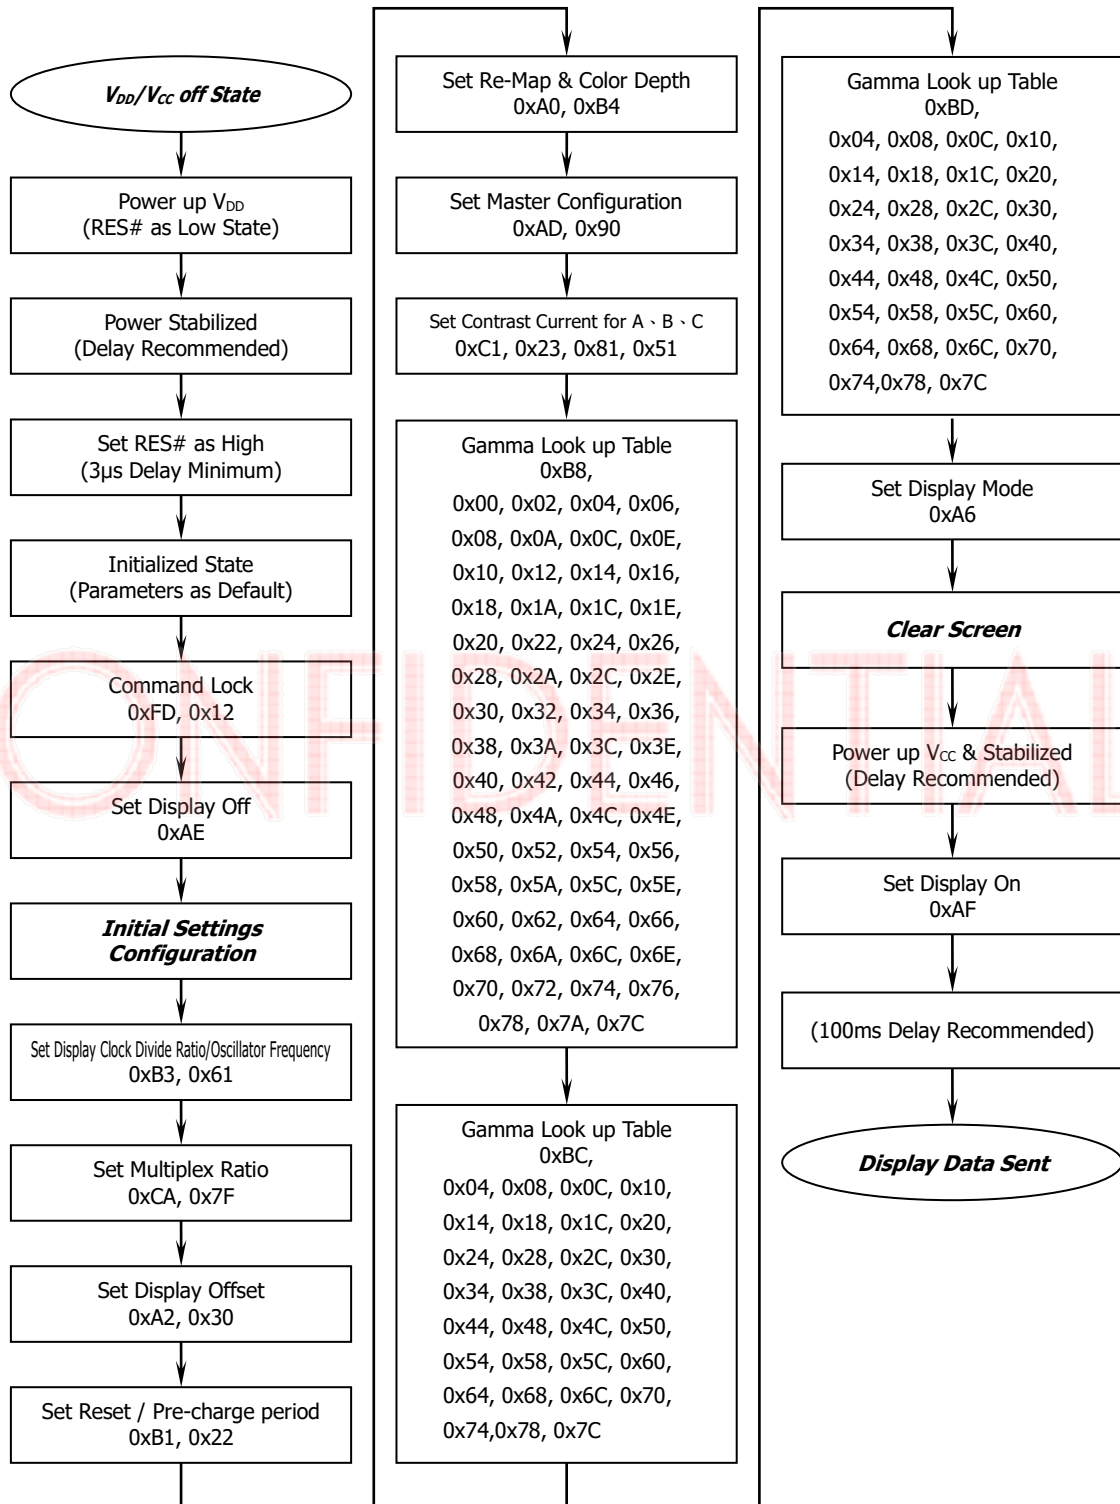 V_DD/V_CC off State
Power up V_DD
(RES# as Low State)
Power Stabilized
(Delay Recommended)
Set RES# as High
(3μs Delay Minimum)
Initialized State
(Parameters as Default)
Command Lock
0xFD, 0x12
Set Display Off
0xAE
Initial Settings
Configuration
Set Display Clock Divide Ratio/Oscillator Frequency
0xB3, 0x61
Set Multiplex Ratio
0xCA, 0x7F
Set Display Offset
0xA2, 0x30
Set Reset / Pre-charge period
0xB1, 0x22
Set Re-Map & Color Depth
0xA0, 0xB4
Set Master Configuration
0xAD, 0x90
Set Contrast Current for A、B、C
0xC1, 0x23, 0x81, 0x51
Gamma Look up Table
0xB8,
0x00, 0x02, 0x04, 0x06,
0x08, 0x0A, 0x0C, 0x0E,
0x10, 0x12, 0x14, 0x16,
0x18, 0x1A, 0x1C, 0x1E,
0x20, 0x22, 0x24, 0x26,
0x28, 0x2A, 0x2C, 0x2E,
0x30, 0x32, 0x34, 0x36,
0x38, 0x3A, 0x3C, 0x3E,
0x40, 0x42, 0x44, 0x46,
0x48, 0x4A, 0x4C, 0x4E,
0x50, 0x52, 0x54, 0x56,
0x58, 0x5A, 0x5C, 0x5E,
0x60, 0x62, 0x64, 0x66,
0x68, 0x6A, 0x6C, 0x6E,
0x70, 0x72, 0x74, 0x76,
0x78, 0x7A, 0x7C
Gamma Look up Table
0xBC,
0x04, 0x08, 0x0C, 0x10,
0x14, 0x18, 0x1C, 0x20,
0x24, 0x28, 0x2C, 0x30,
0x34, 0x38, 0x3C, 0x40,
0x44, 0x48, 0x4C, 0x50,
0x54, 0x58, 0x5C, 0x60,
0x64, 0x68, 0x6C, 0x70,
0x74,0x78, 0x7C
Gamma Look up Table
0xBD,
0x04, 0x08, 0x0C, 0x10,
0x14, 0x18, 0x1C, 0x20,
0x24, 0x28, 0x2C, 0x30,
0x34, 0x38, 0x3C, 0x40,
0x44, 0x48, 0x4C, 0x50,
0x54, 0x58, 0x5C, 0x60,
0x64, 0x68, 0x6C, 0x70,
0x74,0x78, 0x7C
Set Display Mode
0xA6
Clear Screen
Power up V_CC & Stabilized
(Delay Recommended)
Set Display On
0xAF
(100ms Delay Recommended)
Display Data Sent
ONFIDENTIAL